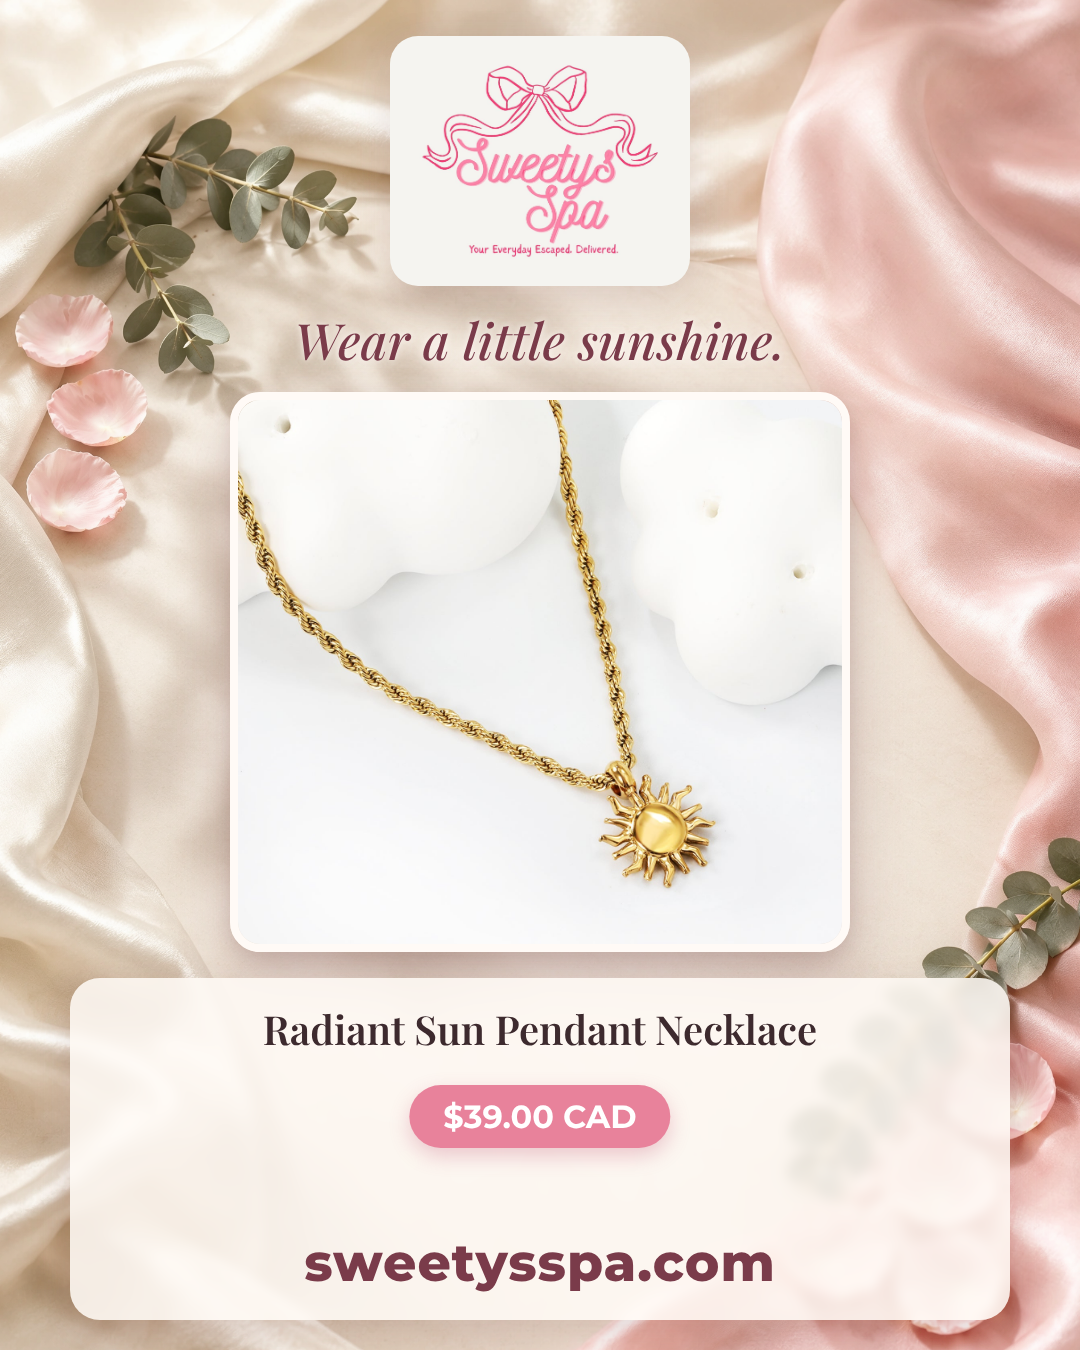 Sweetys
Spa
Your Everyday Escaped. Delivered.
Wear a little sunshine.
Radiant Sun Pendant Necklace
$39.00 CAD
sweetysspa.com